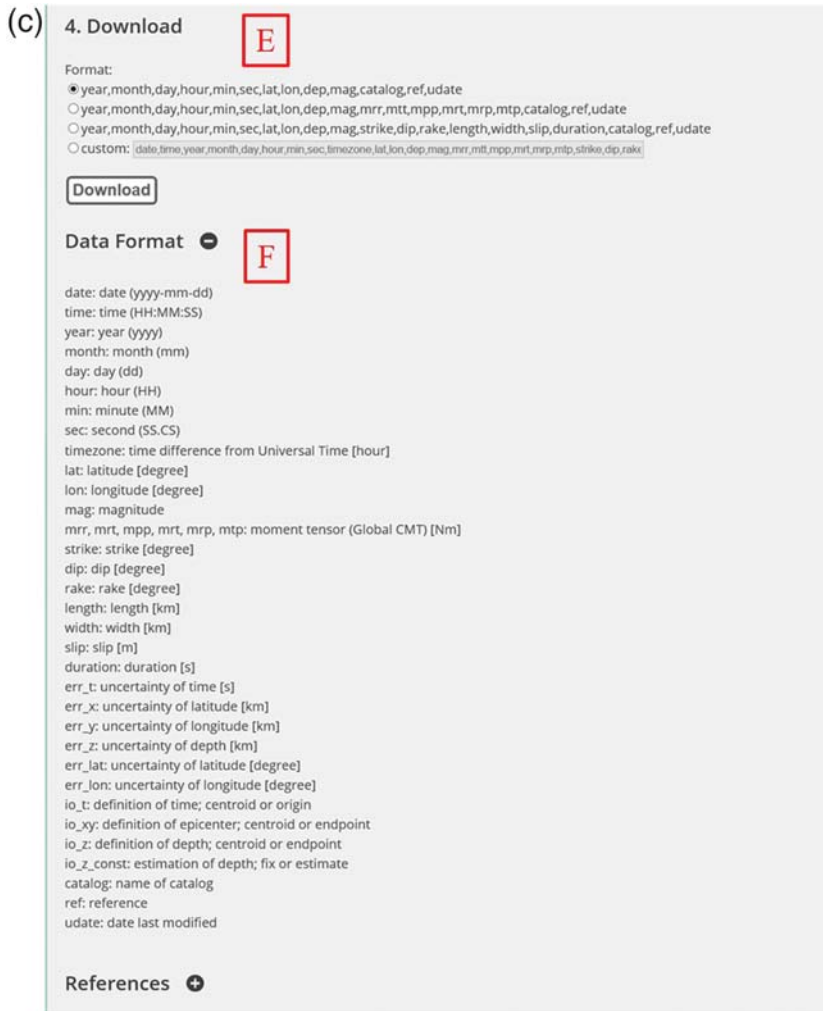 (c)
4. Download
E
Format:
year,month,day,hour,min,sec,lat,lon,dep,mag,catalog,ref,udate
year,month,day,hour,min,sec,lat,lon,dep,mag,mrr,mtt,mpp,mrt,mrp,mtp,catalog,ref,udate
year,month,day,hour,min,sec,lat,lon,dep,mag,strike,dip,rake,length,width,slip,duration,catalog,ref,udate
custom: date,time,year,month,day,hour,min,sec,timezone,lat,lon,dep,mag,mrr,mtt,mpp,mrt,mrp,mtp,strike,dip,rake
Download
Data Format
F
date: date (yyyy-mm-dd)
time: time (HH:MM:SS)
year: year (yyyy)
month: month (mm)
day: day (dd)
hour: hour (HH)
min: minute (MM)
sec: second (SS.CS)
timezone: time difference from Universal Time [hour]
lat: latitude [degree]
lon: longitude [degree]
mag: magnitude
mrr, mrt, mpp, mrt, mrp, mtp: moment tensor (Global CMT) [Nm]
strike: strike [degree]
dip: dip [degree]
rake: rake [degree]
length: length [km]
width: width [km]
slip: slip [m]
duration: duration [s]
err_t: uncertainty of time [s]
err_x: uncertainty of latitude [km]
err_y: uncertainty of longitude [km]
err_z: uncertainty of depth [km]
err_lat: uncertainty of latitude [degree]
err_lon: uncertainty of longitude [degree]
io_t: definition of time; centroid or origin
io_xy: definition of epicenter; centroid or endpoint
io_z: definition of depth; centroid or endpoint
io_z_const: estimation of depth; fix or estimate
catalog: name of catalog
ref: reference
udate: date last modified
References